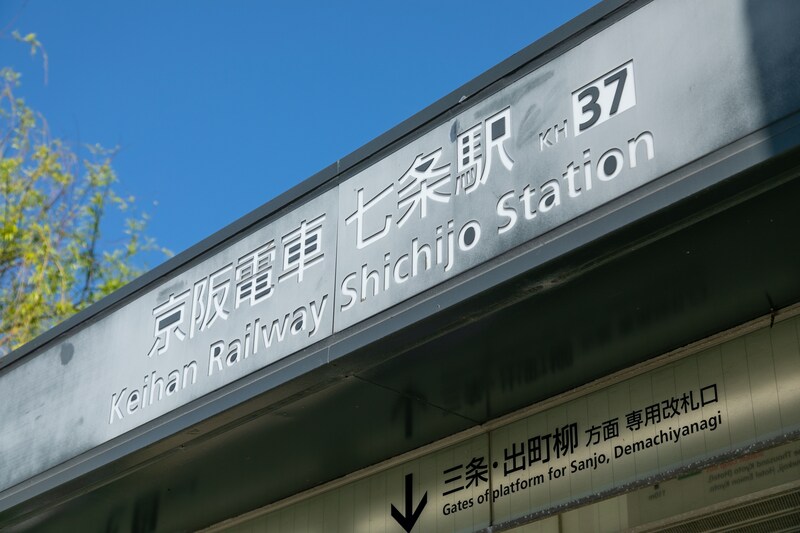 京阪電車 七条駅 KH 37
Keihan Railway Shichijo Station
三条・出町柳 方面 専用改札口
Gates of platform for Sanjo, Demachiyanagi